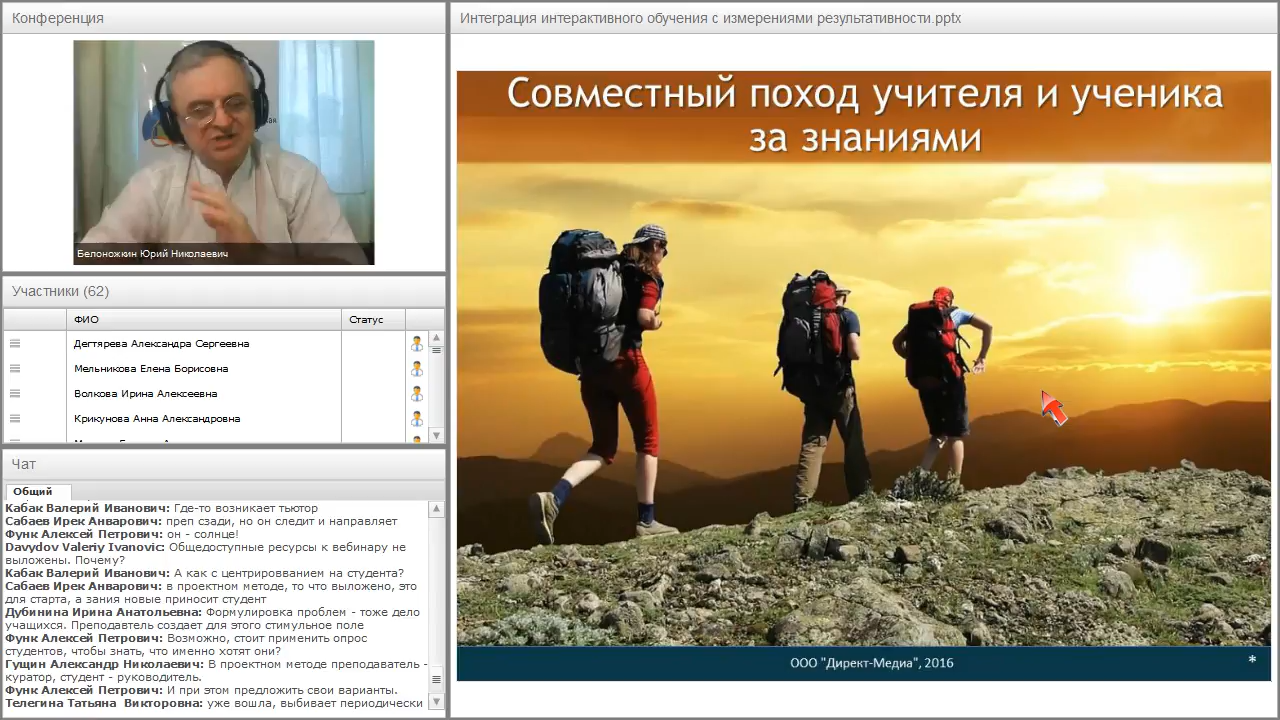 Конференция
Белоножкин Юрий Николаевич
Участники (62)
ФИО
Статус
Дегтярева Александра Сергеевна
Мельникова Елена Борисовна
Волкова Ирина Алексеевна
Крикунова Анна Александровна
Чат
Общий
Кабак Валерий Иванович: Где-то возникает тьютор
Сабаев Ирек Анварович: преп сзади, но он следит и направляет
Функ Алексей Петрович: он - солнце!
Davydov Valeriy Ivanovic: Общедоступные ресурсы к вебинару не
выложены. Почему?
Кабак Валерий Иванович: А как с центрировванием на студента?
Сабаев Ирек Анварович: в проектном методе, то что выложено, это
для старта, а зания новые приносит студент
Дубинина Ирина Анатольевна: Формулировка проблем - тоже дело
учащихся. Преподаватель создает для этого стимульное поле
Функ Алексей Петрович: Возможно, стоит применить опрос
студентов, чтобы знать, что именно хотят они?
Гущин Александр Николаевич: В проектном методе преподаватель -
куратор, студент - руководитель.
Функ Алексей Петрович: И при этом предложить свои варианты.
Телегина Татьяна Викторовна: уже вошла, выбивает периодически
Интеграция интерактивного обучения с измерениями результативности.pptx
Совместный поход учителя и ученика
за знаниями
ООО "Директ-Медиа", 2016
*